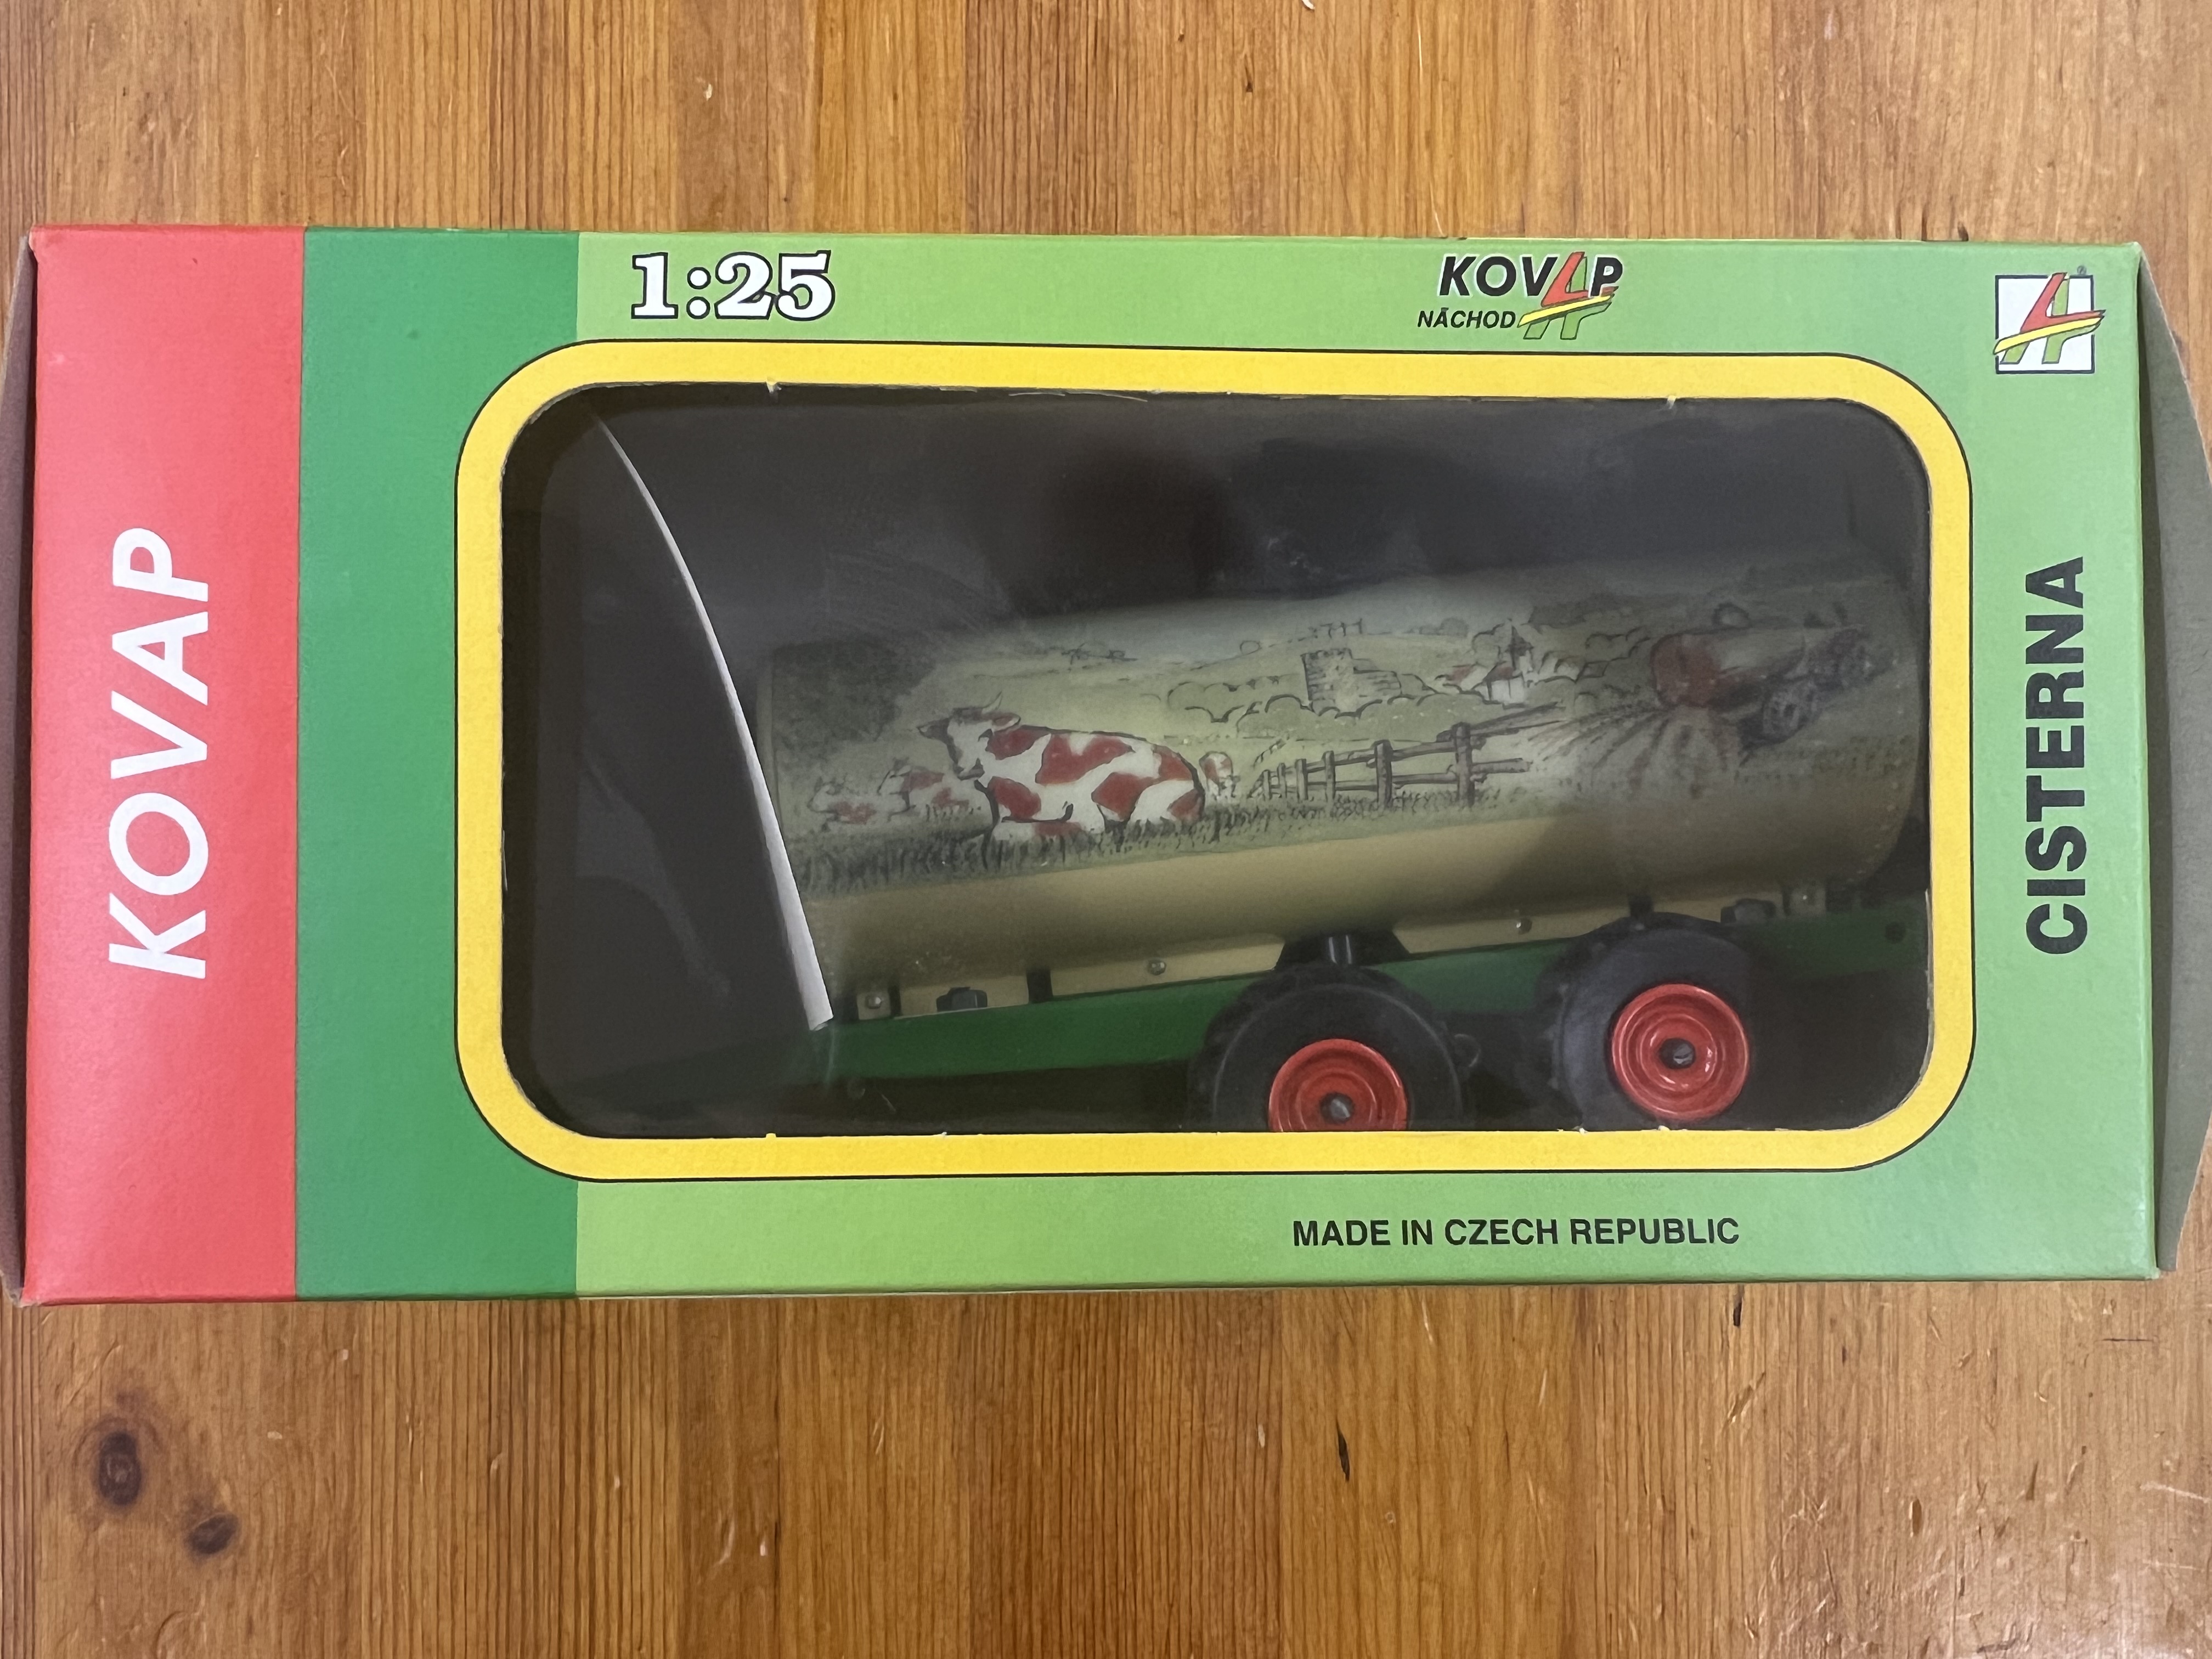 1:25
KOVAP
NÁCHOD
KOVAP
CISTERNA
MADE IN CZECH REPUBLIC